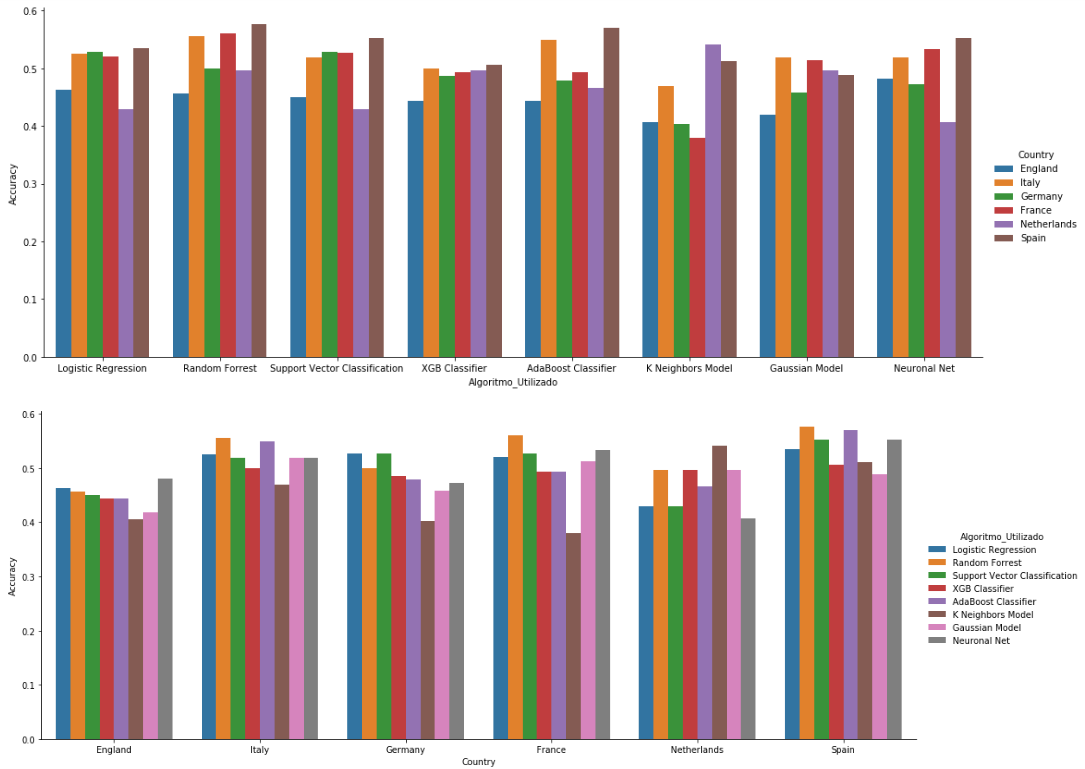 0.6
0.5
0.4
0.3
0.2
0.1
0.0
Accuracy
Logistic Regression
Random Forrest
Support Vector Classification
XGB Classifier
AdaBoost Classifier
K Neighbors Model
Gaussian Model
Neuronal Net
Algoritmo_Utilizado
Country
England
Italy
Germany
France
Netherlands
Spain
0.6
0.5
0.4
0.3
0.2
0.1
0.0
Accuracy
England
Italy
Germany
France
Netherlands
Spain
Country
Algoritmo_Utilizado
Logistic Regression
Random Forrest
Support Vector Classification
XGB Classifier
AdaBoost Classifier
K Neighbors Model
Gaussian Model
Neuronal Net